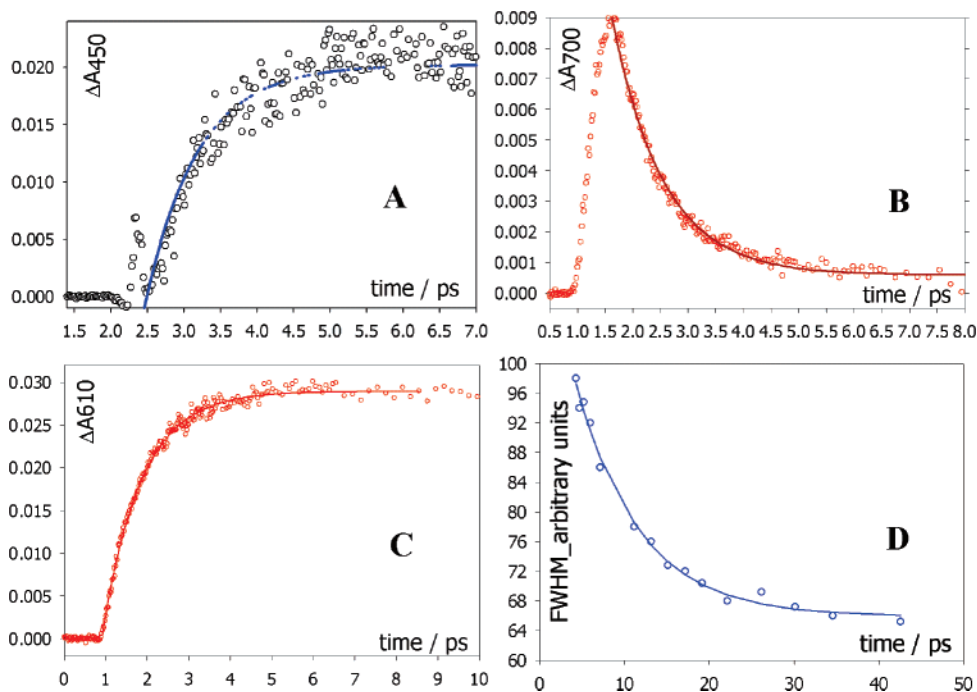 ΔA450
0.020
0.015
0.010
0.005
0.000
A
time / ps
1.5 2.0 2.5 3.0 3.5 4.0 4.5 5.0 5.5 6.0 6.5 7.0
ΔA700
0.009
0.008
0.006
0.005
0.003
0.002
0.000
B
time / ps
0.5 1.0 1.5 2.0 2.5 3.0 3.5 4.0 4.5 5.0 5.5 6.0 6.5 7.0 7.5 8.0
ΔA610
0.030
0.025
0.020
0.015
0.010
0.005
0.000
C
time / ps
0 1 2 3 4 5 6 7 8 9 10
FWHM_arbitrary units
100
96
92
88
84
80
76
72
68
64
60
D
time / ps
0 10 20 30 40 50